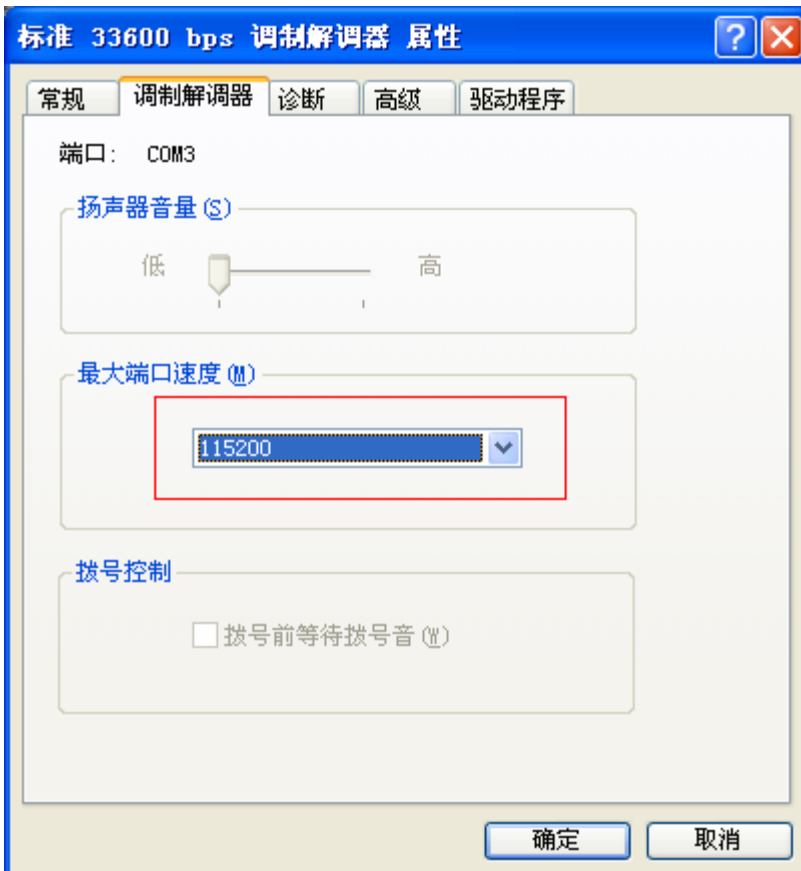 标准 33600 bps 调制解调器 属性
常规 调制解调器 诊断 高级 驱动程序
端口: COM3
扬声器音量(S)
低 高
最大端口速度(M)
115200
拨号控制
拨号前等待拨号音(W)
确定 取消